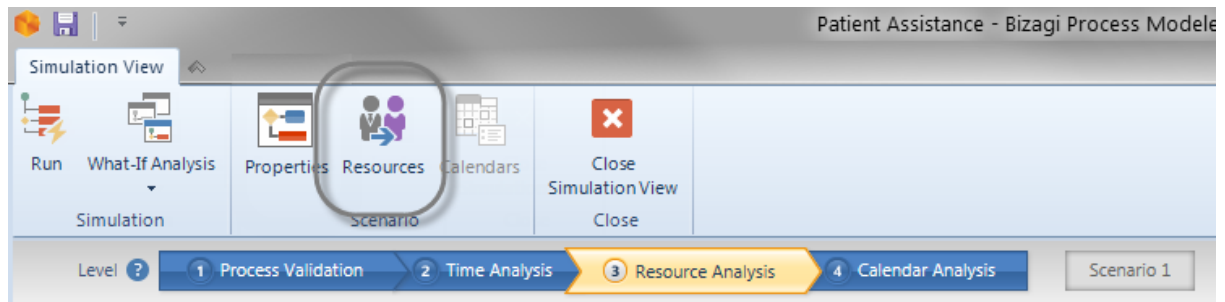 Patient Assistance - Bizagi Process Modele
Simulation View
Run What-If Analysis Properties Resources Calendars Close
Simulation View
Simulation Scenario Close
Level ? 1 Process Validation 2 Time Analysis 3 Resource Analysis 4 Calendar Analysis Scenario 1